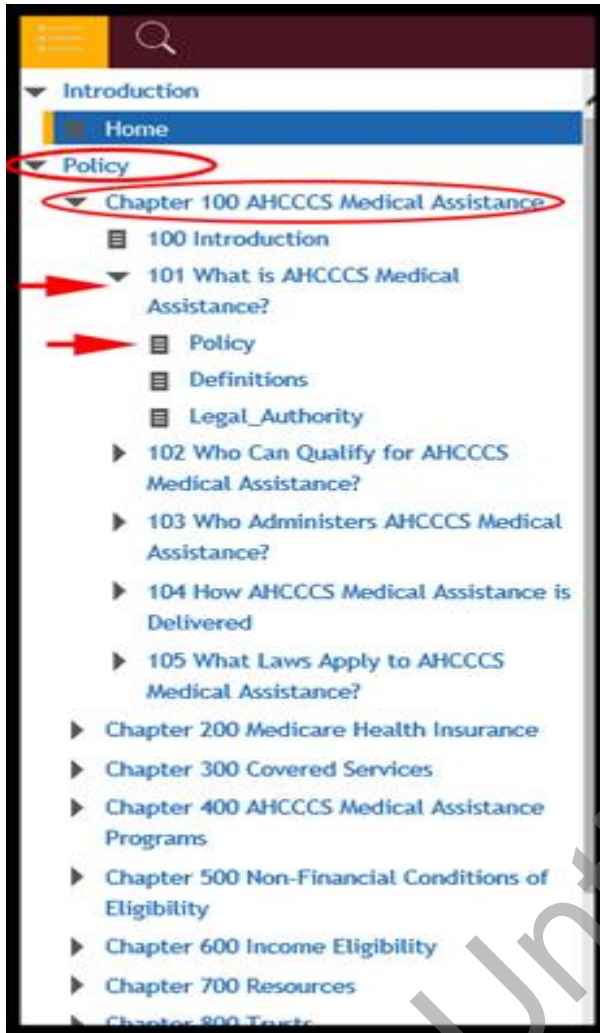 Introduction
Home
Policy
Chapter 100 AHCCCS Medical Assistance
100 Introduction
101 What is AHCCCS Medical
Assistance?
Policy
Definitions
Legal_Authority
102 Who Can Qualify for AHCCCS
Medical Assistance?
103 Who Administers AHCCCS Medical
Assistance?
104 How AHCCCS Medical Assistance is
Delivered
105 What Laws Apply to AHCCCS
Medical Assistance?
Chapter 200 Medicare Health Insurance
Chapter 300 Covered Services
Chapter 400 AHCCCS Medical Assistance
Programs
Chapter 500 Non-Financial Conditions of
Eligibility
Chapter 600 Income Eligibility
Chapter 700 Resources
Chapter 800 Trusts